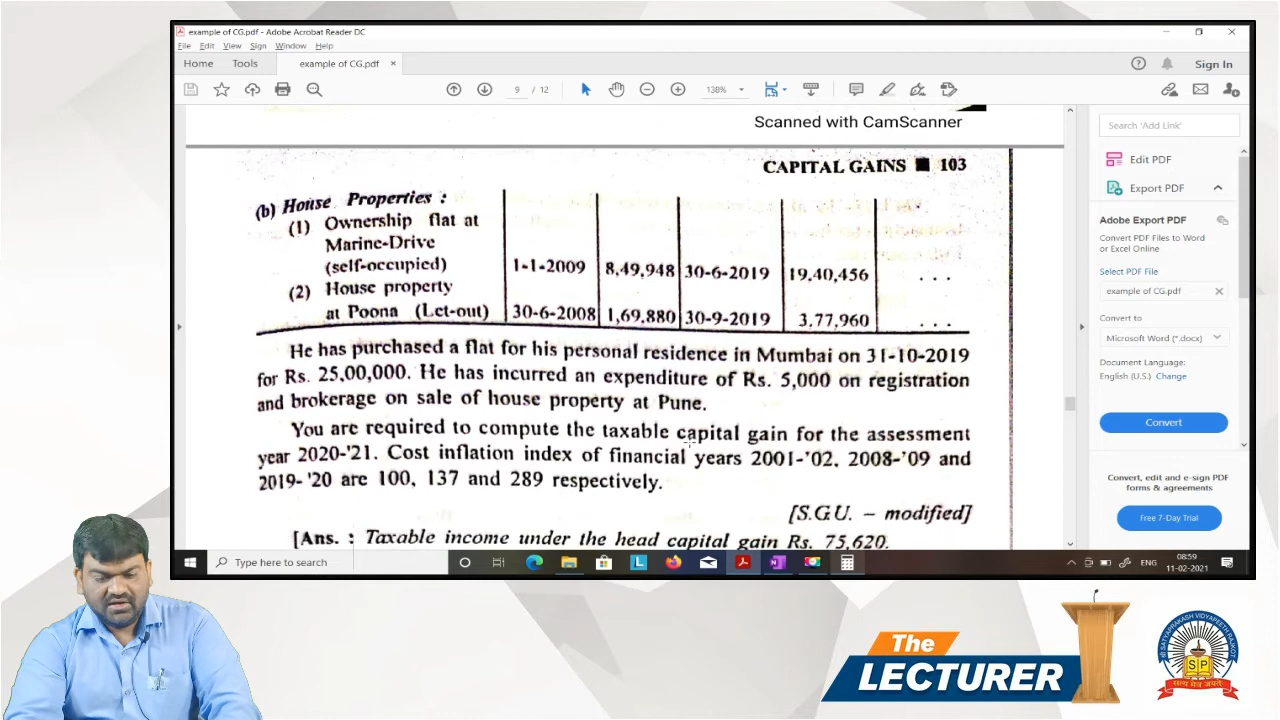 example of CG.pdf - Adobe Acrobat Reader DC
File Edit View Sign Window Help
Home Tools example of CG.pdf × Sign In
9 / 12 138%
Scanned with CamScanner
CAPITAL GAINS ■ 103
(b) House Properties :
(1) Ownership flat at
Marine-Drive
(self-occupied) 1-1-2009 8,49,948 30-6-2019 19,40,456 . . .
(2) House property
at Poona (Let-out) 30-6-2008 1,69,880 30-9-2019 3,77,960 . . .
He has purchased a flat for his personal residence in Mumbai on 31-10-2019
for Rs. 25,00,000. He has incurred an expenditure of Rs. 5,000 on registration
and brokerage on sale of house property at Pune.
You are required to compute the taxable capital gain for the assessment
year 2020-'21. Cost inflation index of financial years 2001-'02, 2008-'09 and
2019-'20 are 100, 137 and 289 respectively.
[S.G.U. – modified]
[Ans. : Taxable income under the head capital gain Rs. 75,620.
Search 'Add Link'
Edit PDF
Export PDF
Adobe Export PDF
Convert PDF Files to Word
or Excel Online
Select PDF File
example of CG.pdf ×
Convert to
Microsoft Word (*.docx)
Document Language:
English (U.S.) Change
Convert
Convert, edit and e-sign PDF
forms & agreements
Free 7-Day Trial
Type here to search
ENG
08:59
11-02-2021
The
LECTURER
SP